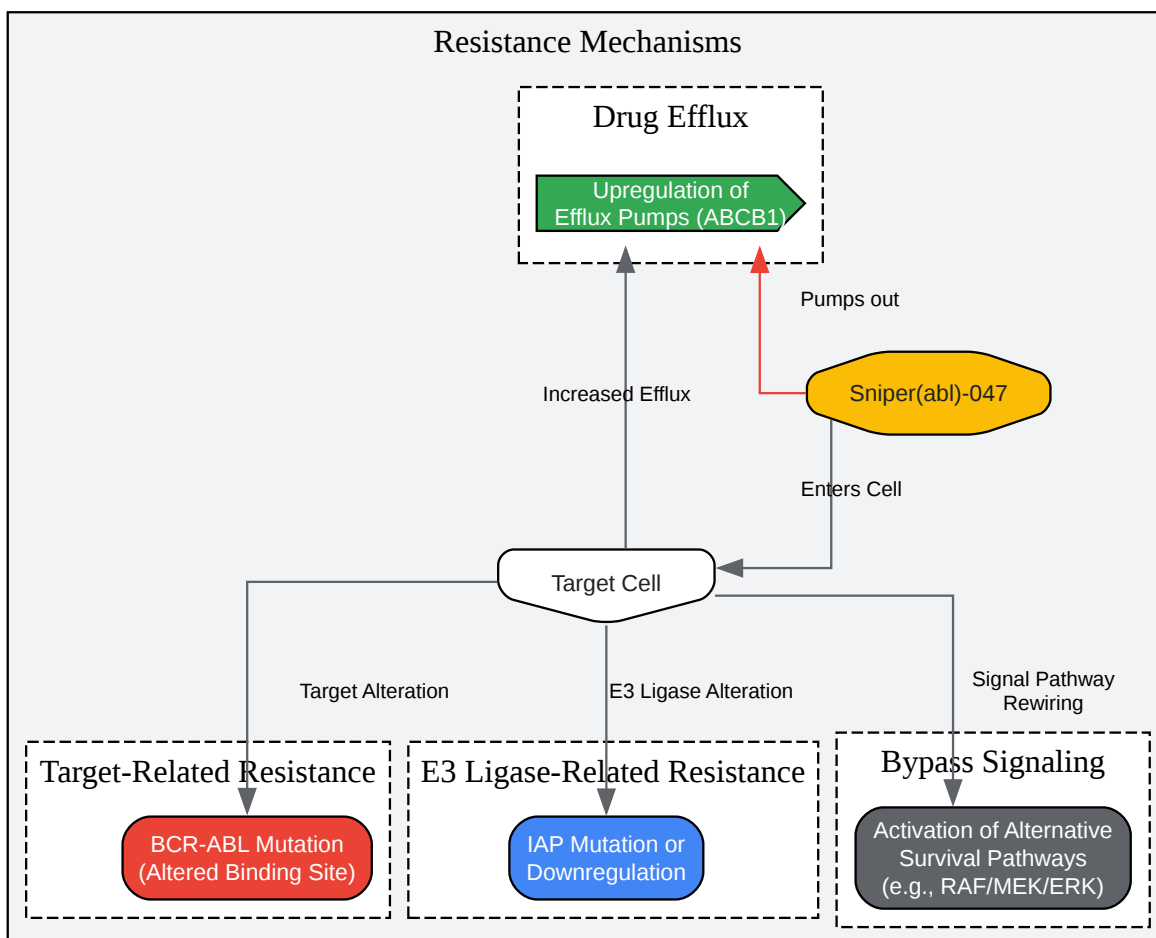 Resistance Mechanisms
Drug Efflux
Upregulation of
Efflux Pumps (ABCB1)
Pumps out
Increased Efflux
Sniper(abl)-047
Enters Cell
Target Cell
Target Alteration
E3 Ligase Alteration
Signal Pathway
Rewiring
Target-Related Resistance
BCR-ABL Mutation
(Altered Binding Site)
E3 Ligase-Related Resistance
IAP Mutation or
Downregulation
Bypass Signaling
Activation of Alternative
Survival Pathways
(e.g., RAF/MEK/ERK)